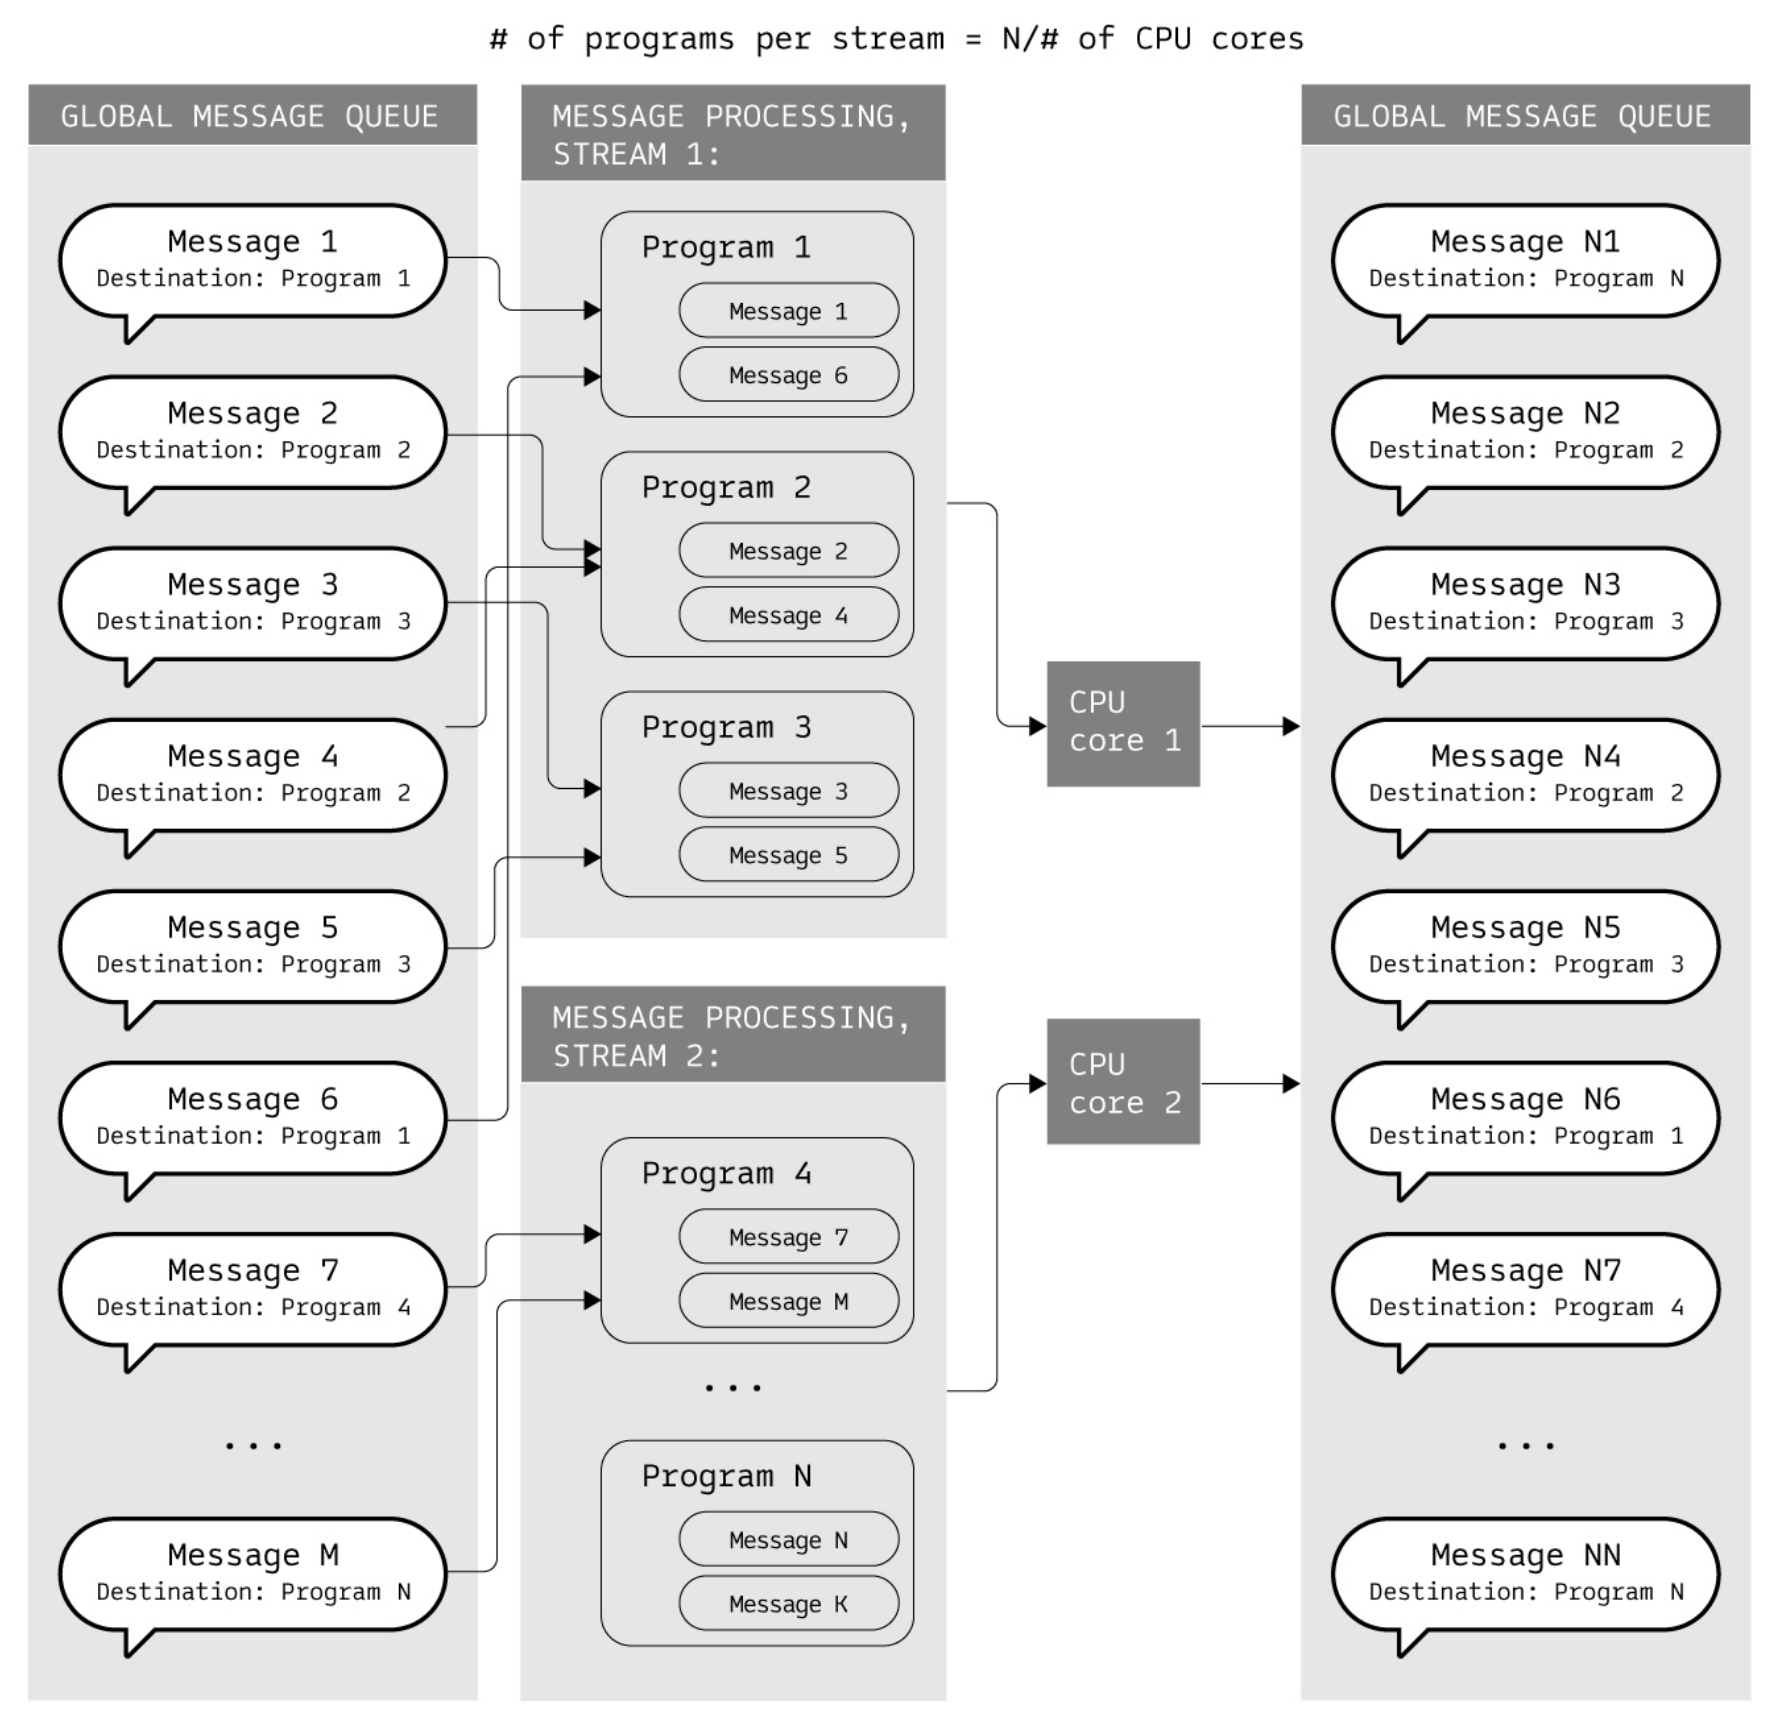 # of programs per stream = N/# of CPU cores
GLOBAL MESSAGE QUEUE
Message 1
Destination: Program 1
Message 2
Destination: Program 2
Message 3
Destination: Program 3
Message 4
Destination: Program 2
Message 5
Destination: Program 3
Message 6
Destination: Program 1
Message 7
Destination: Program 4
...
Message M
Destination: Program N
MESSAGE PROCESSING,
STREAM 1:
Program 1
Message 1
Message 6
Program 2
Message 2
Message 4
Program 3
Message 3
Message 5
MESSAGE PROCESSING,
STREAM 2:
Program 4
Message 7
Message M
...
Program N
Message N
Message K
CPU
core 1
CPU
core 2
GLOBAL MESSAGE QUEUE
Message N1
Destination: Program N
Message N2
Destination: Program 2
Message N3
Destination: Program 3
Message N4
Destination: Program 2
Message N5
Destination: Program 3
Message N6
Destination: Program 1
Message N7
Destination: Program 4
...
Message NN
Destination: Program N